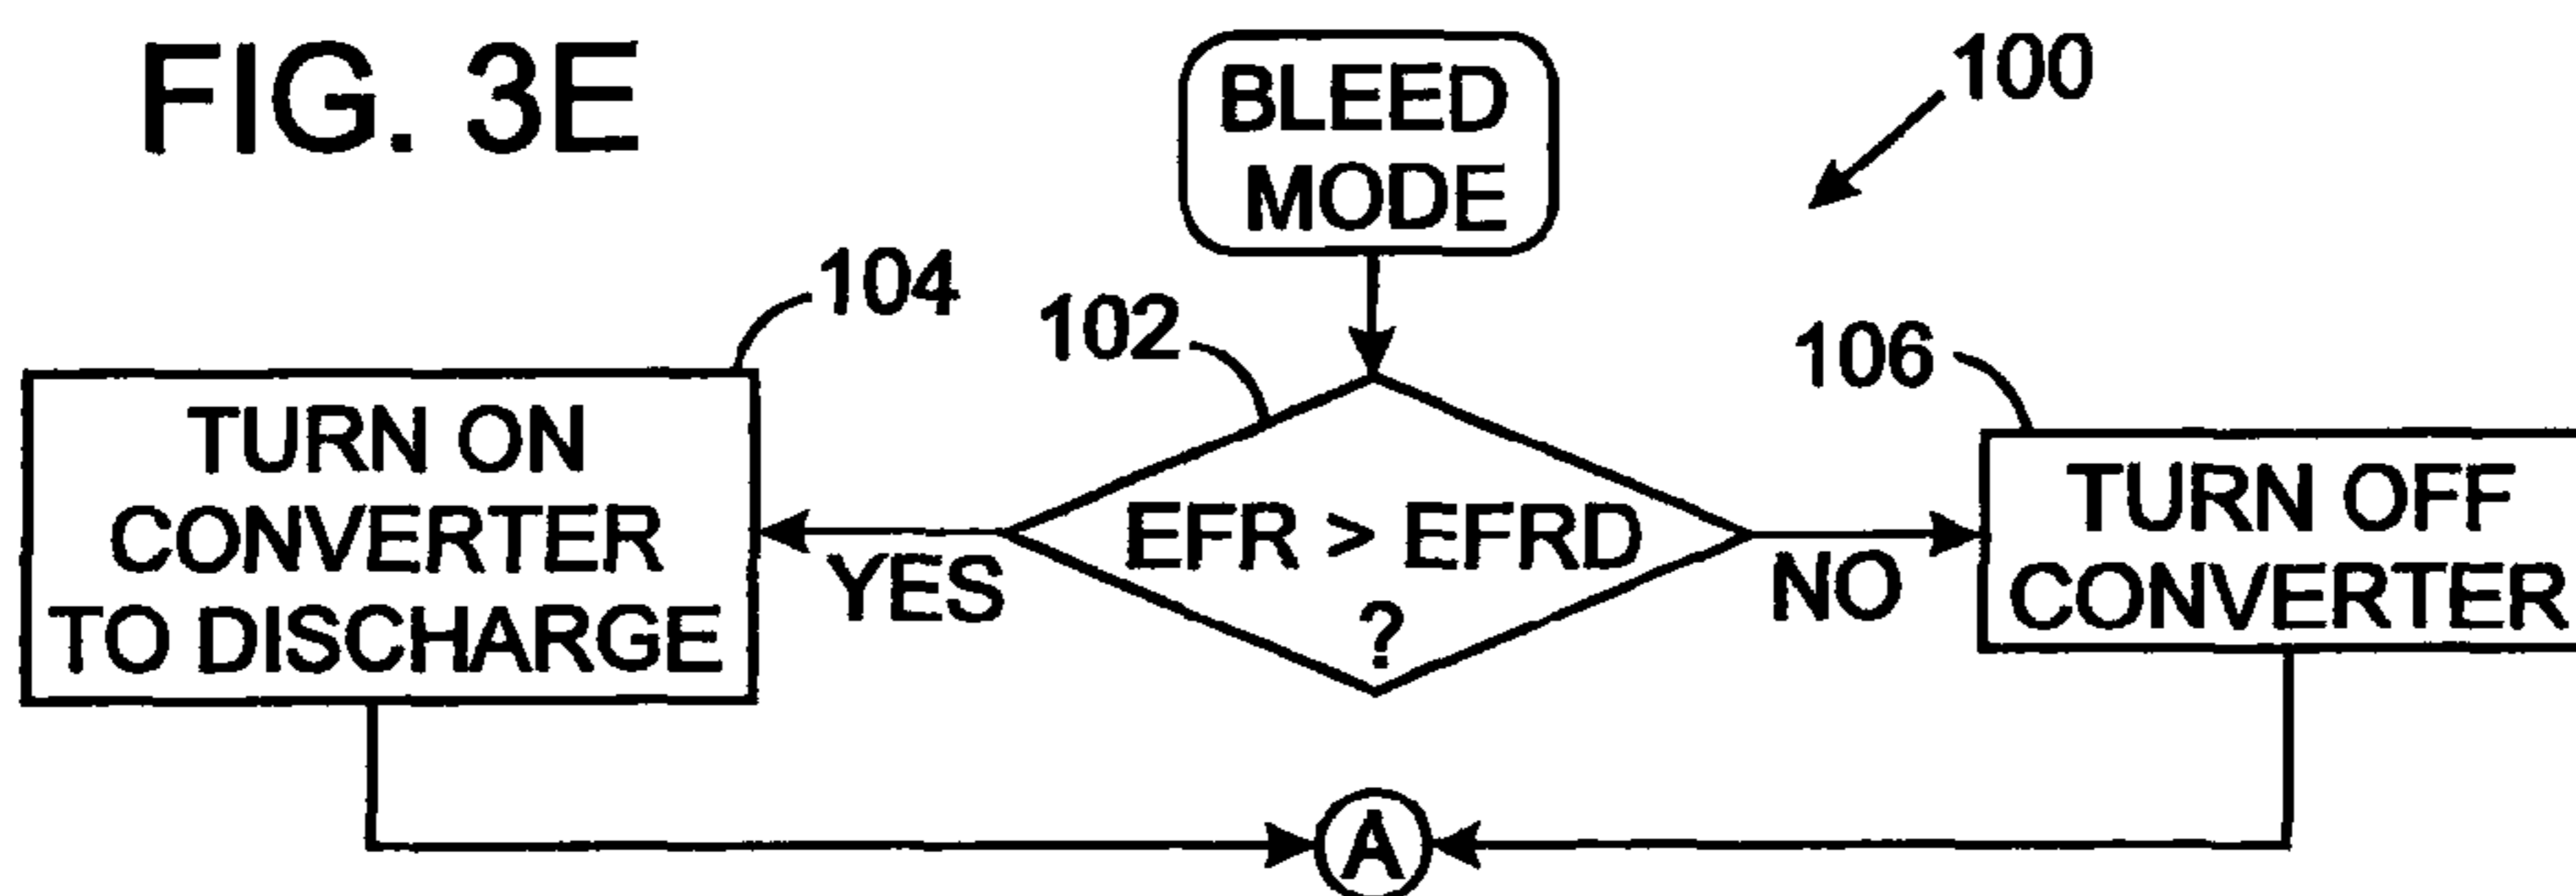 FIG. 3E
BLEED
MODE
100
104
102
106
TURN ON
CONVERTER
TO DISCHARGE
EFR > EFRD
?
YES
NO
TURN OFF
CONVERTER
A